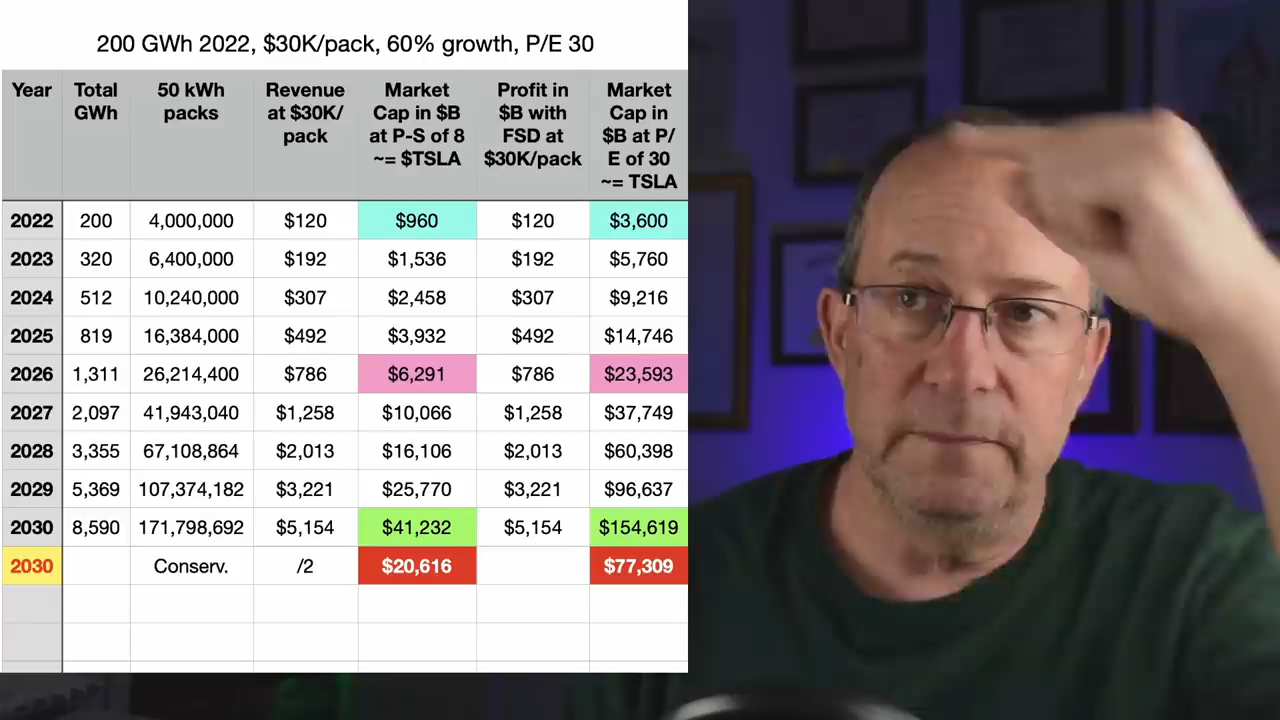 200 GWh 2022, $30K/pack, 60% growth, P/E 30
Year Total GWh 50 kWh packs Revenue at $30K/ pack Market Cap in $B at P-S of 8 ~= $TSLA Profit in $B with FSD at $30K/pack Market Cap in $B at P/ E of 30 ~= TSLA
2022 200 4,000,000 $120 $960 $120 $3,600
2023 320 6,400,000 $192 $1,536 $192 $5,760
2024 512 10,240,000 $307 $2,458 $307 $9,216
2025 819 16,384,000 $492 $3,932 $492 $14,746
2026 1,311 26,214,400 $786 $6,291 $786 $23,593
2027 2,097 41,943,040 $1,258 $10,066 $1,258 $37,749
2028 3,355 67,108,864 $2,013 $16,106 $2,013 $60,398
2029 5,369 107,374,182 $3,221 $25,770 $3,221 $96,637
2030 8,590 171,798,692 $5,154 $41,232 $5,154 $154,619
2030 Conserv. /2 $20,616 $77,309